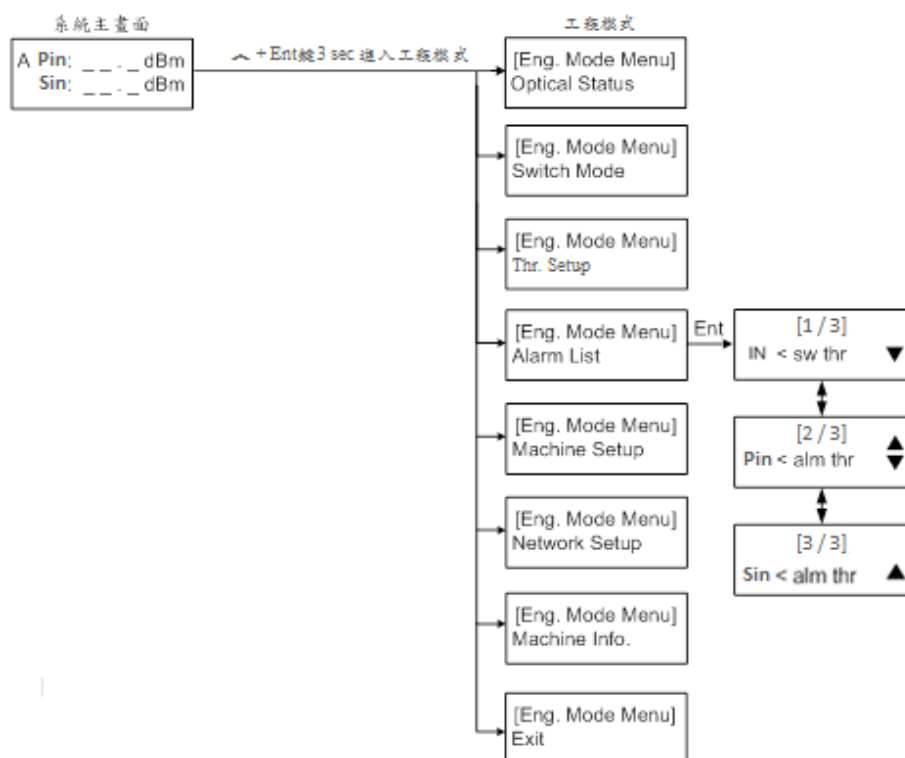 系統主畫面
A Pin: _ _ . _ dBm
Sin: _ _ . _ dBm
︿ +Ent鍵3 sec 進入工程模式
工程模式
[Eng. Mode Menu]
Optical Status
[Eng. Mode Menu]
Switch Mode
[Eng. Mode Menu]
Thr. Setup
[Eng. Mode Menu]
Alarm List
Ent
[1 / 3]
IN < sw thr ▼
[2 / 3]
Pin < alm thr ▲▼
[3 / 3]
Sin < alm thr ▲
[Eng. Mode Menu]
Machine Setup
[Eng. Mode Menu]
Network Setup
[Eng. Mode Menu]
Machine Info.
[Eng. Mode Menu]
Exit